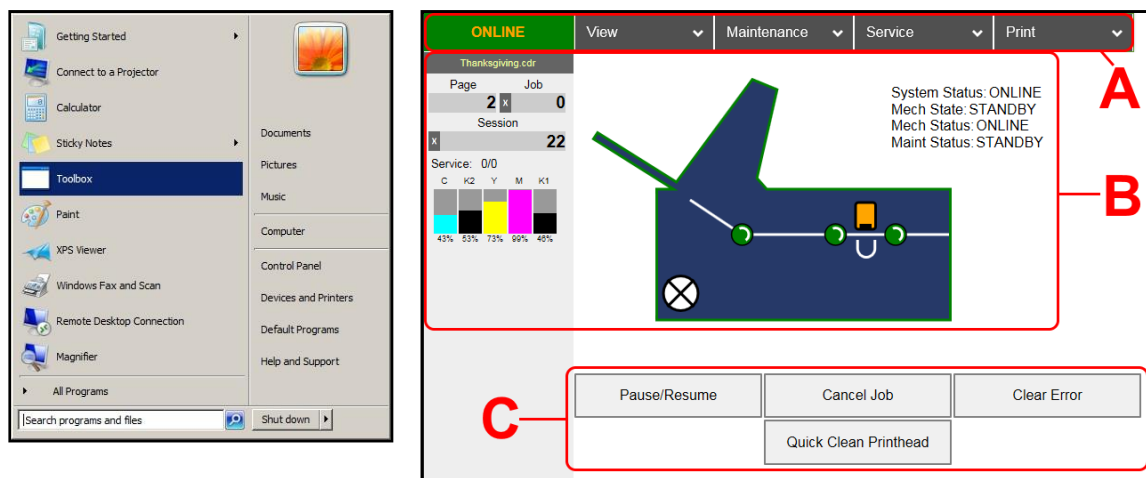 Getting Started
Connect to a Projector
Calculator
Sticky Notes
Toolbox
Paint
XPS Viewer
Windows Fax and Scan
Remote Desktop Connection
Magnifier
All Programs
Search programs and files
Documents
Pictures
Music
Computer
Control Panel
Devices and Printers
Default Programs
Help and Support
Shut down
ONLINE View Maintenance Service Print
A
Thanksgiving.cdr
Page Job
2 x 0
Session
x 22
Service: 0/0
C K2 Y M K1
43% 53% 73% 99% 46%
System Status: ONLINE
Mech State: STANDBY
Mech Status: ONLINE
Maint Status: STANDBY
B
C
Pause/Resume Cancel Job Clear Error
Quick Clean Printhead